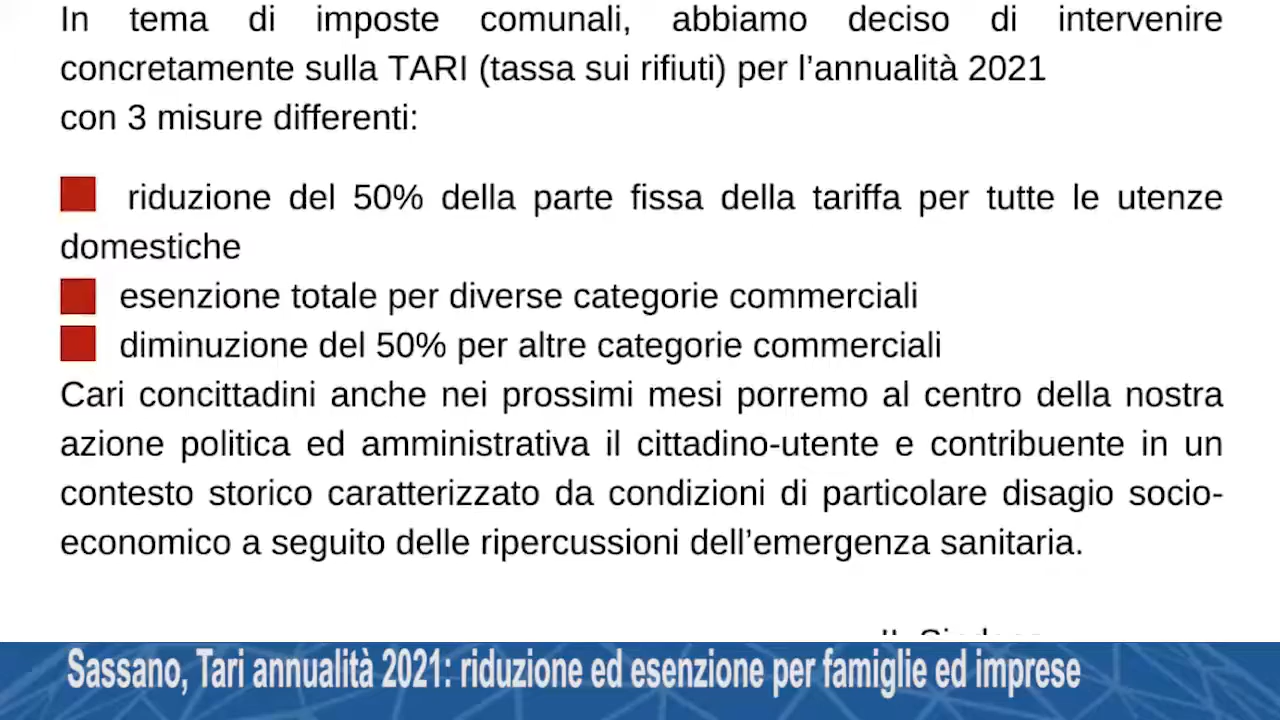 In tema di imposte comunali, abbiamo deciso di intervenire
concretamente sulla TARI (tassa sui rifiuti) per l’annualità 2021
con 3 misure differenti:
riduzione del 50% della parte fissa della tariffa per tutte le utenze
domestiche
esenzione totale per diverse categorie commerciali
diminuzione del 50% per altre categorie commerciali
Cari concittadini anche nei prossimi mesi porremo al centro della nostra
azione politica ed amministrativa il cittadino-utente e contribuente in un
contesto storico caratterizzato da condizioni di particolare disagio socio-
economico a seguito delle ripercussioni dell’emergenza sanitaria.
Sassano, Tari annualità 2021: riduzione ed esenzione per famiglie ed imprese